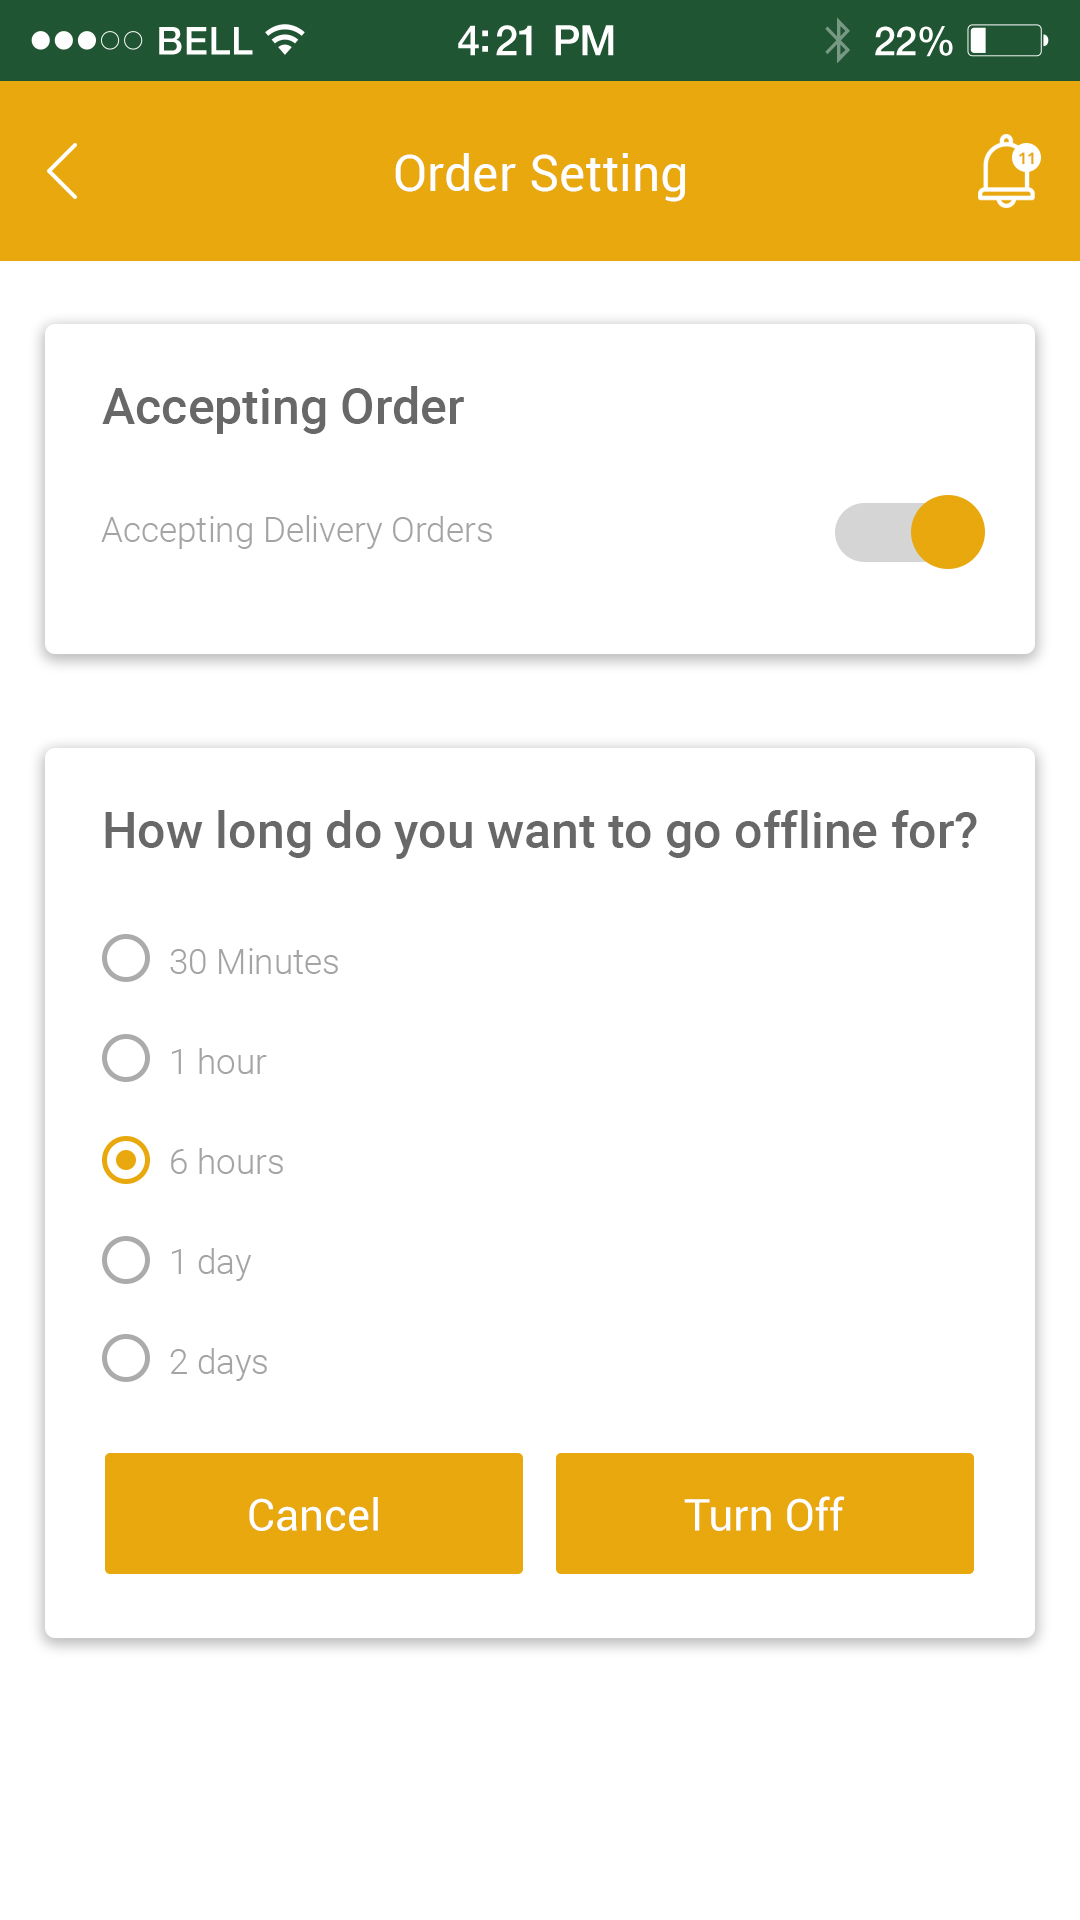 BELL 4:21 PM 22%
Order Setting 11
Accepting Order
Accepting Delivery Orders
How long do you want to go offline for?
30 Minutes
1 hour
6 hours
1 day
2 days
Cancel Turn Off